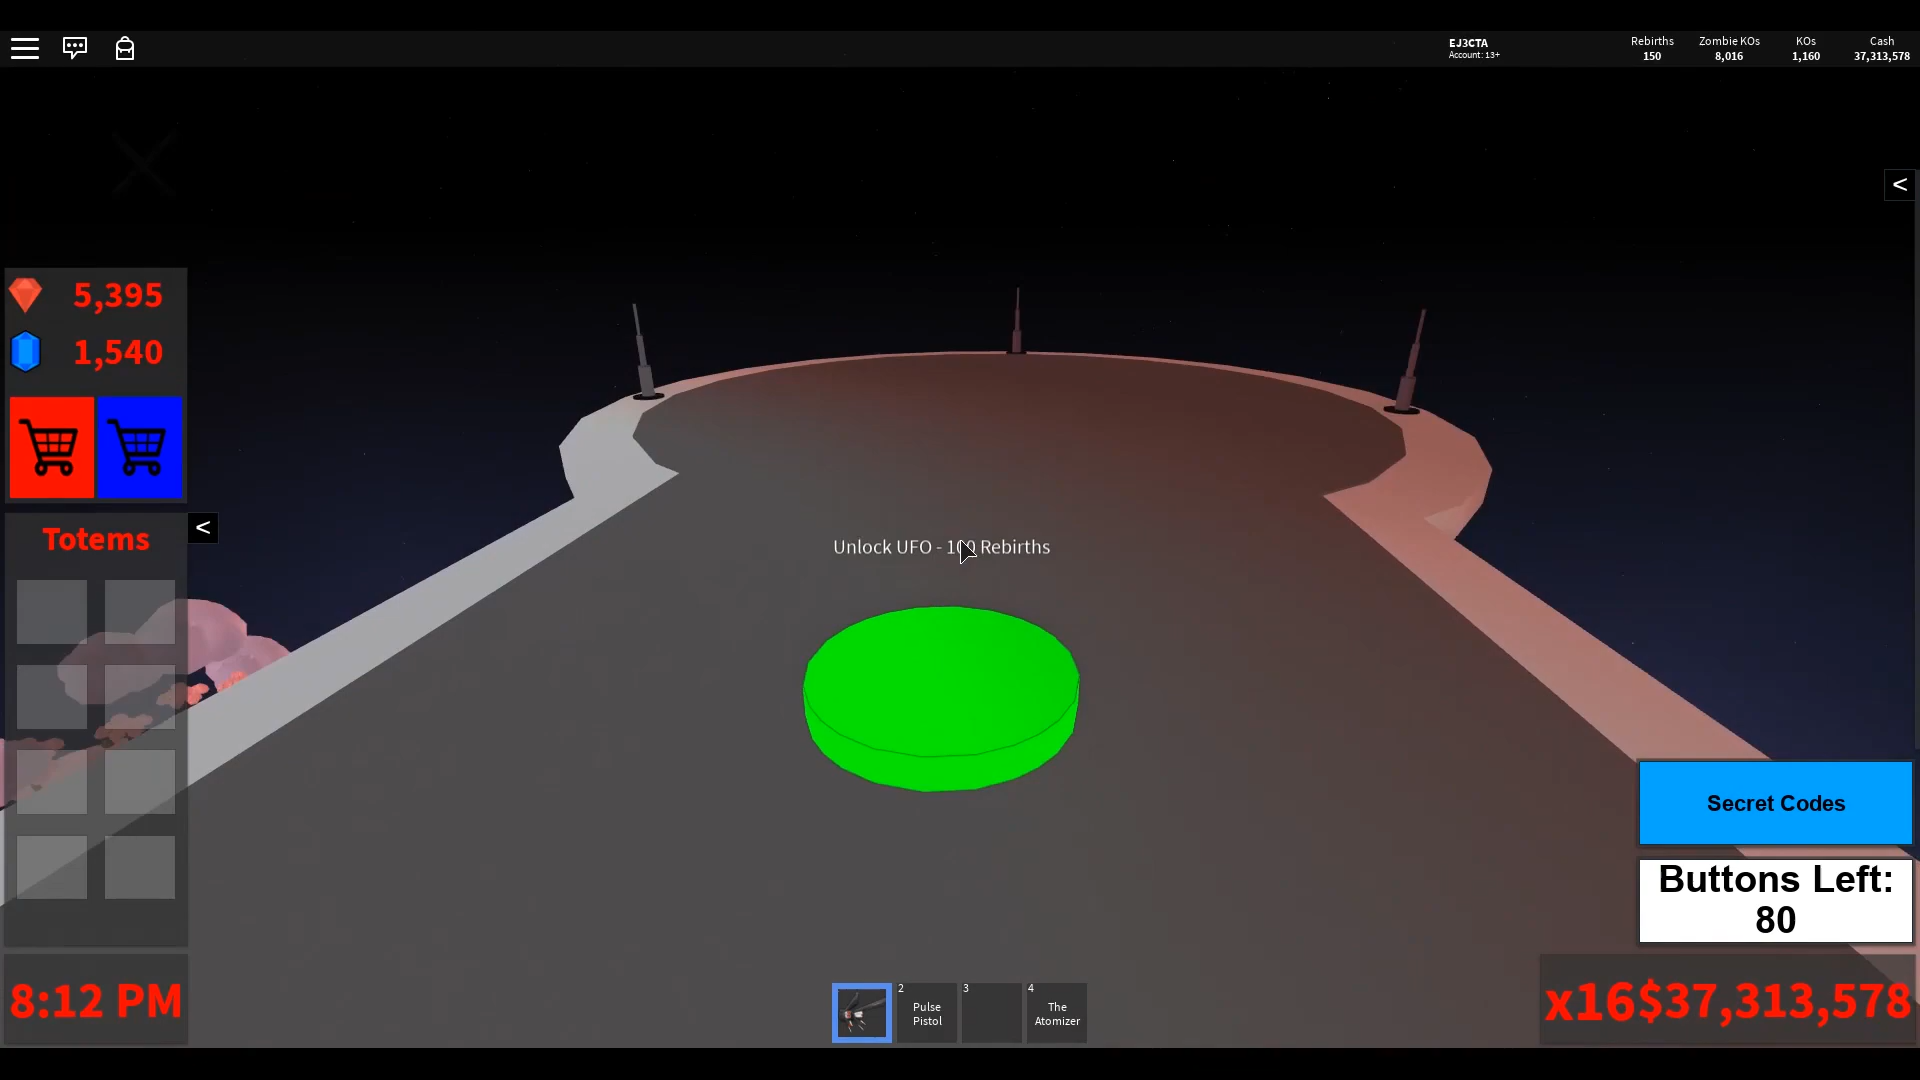 EJ3CTA
Account: 13+
Rebirths
150
Zombie KOs
8,016
KOs
1,160
Cash
37,313,578
<
5,395
1,540
Totems
<
Unlock UFO - 100 Rebirths
Secret Codes
Buttons Left:
80
8:12 PM
2
Pulse
Pistol
3
4
The
Atomizer
x16$37,313,578